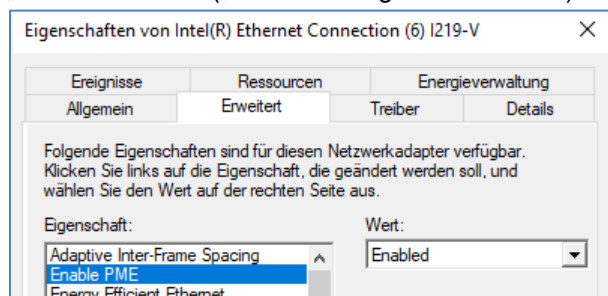 Eigenschaften von Intel(R) Ethernet Connection (6) I219-V
Ereignisse Ressourcen Energieverwaltung
Allgemein Erweitert Treiber Details
Folgende Eigenschaften sind für diesen Netzwerkadapter verfügbar.
Klicken Sie links auf die Eigenschaft, die geändert werden soll, und
wählen Sie den Wert auf der rechten Seite aus.
Eigenschaft: Wert:
Adaptive Inter-Frame Spacing Enabled
Enable PME
Energy Efficient Ethernet